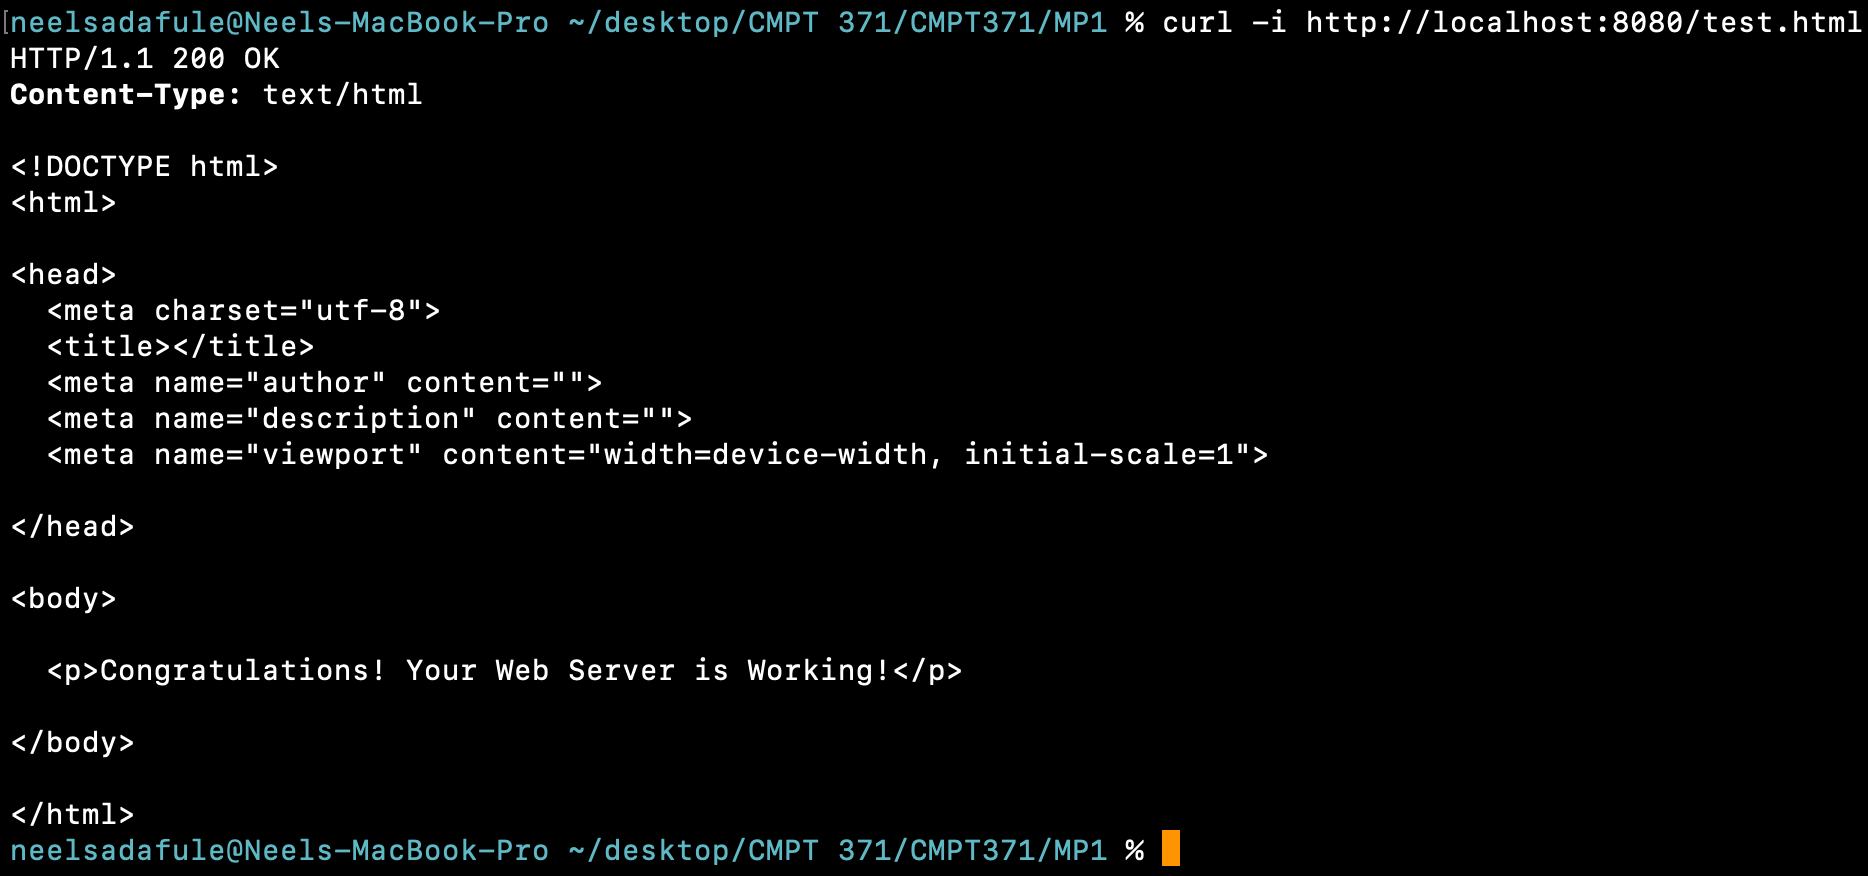 [neelsadafule@Neels-MacBook-Pro ~/desktop/CMPT 371/CMPT371/MP1 % curl -i http://localhost:8080/test.html
HTTP/1.1 200 OK
Content-Type: text/html

<!DOCTYPE html>
<html>

<head>
  <meta charset="utf-8">
  <title></title>
  <meta name="author" content="">
  <meta name="description" content="">
  <meta name="viewport" content="width=device-width, initial-scale=1">

</head>

<body>

  <p>Congratulations! Your Web Server is Working!</p>

</body>

</html>
neelsadafule@Neels-MacBook-Pro ~/desktop/CMPT 371/CMPT371/MP1 %